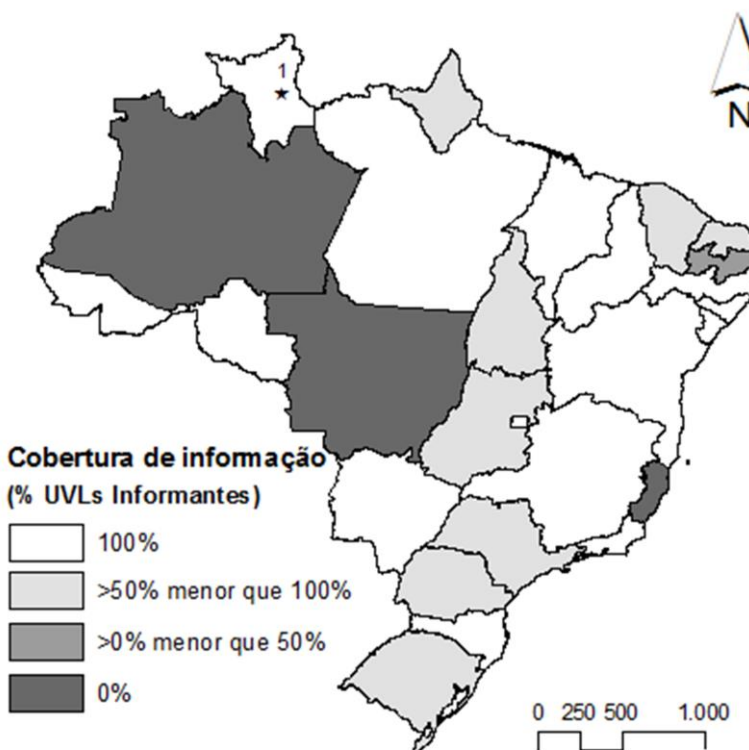 1
N
Cobertura de informação
(% UVLs Informantes)
100%
>50% menor que 100%
>0% menor que 50%
0%
0 250 500 1.000